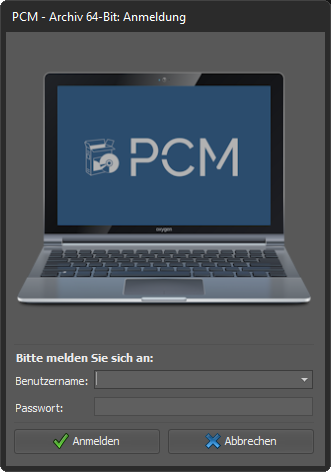 PCM - Archiv 64-Bit: Anmeldung
PCM
oxygen
Bitte melden Sie sich an:
Benutzername:
Passwort:
Anmelden
Abbrechen